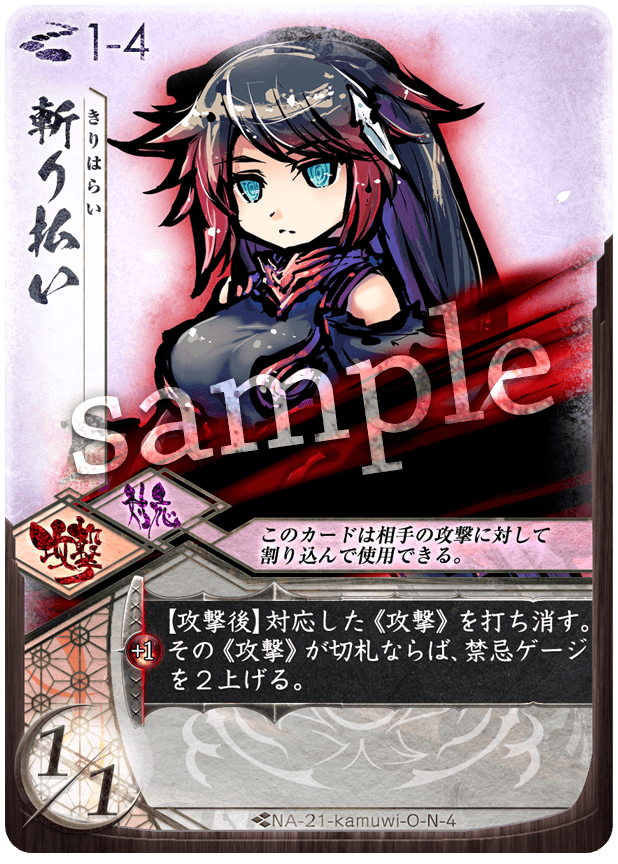 1-4
斬り払い
きりはらい
sample
攻撃
対応
このカードは相手の攻撃に対して
割り込んで使用できる。
+1
【攻撃後】対応した《攻撃》を打ち消す。
その《攻撃》が切札ならば、禁忌ゲージ
を２上げる。
1/1
NA-21-kamuwi-O-N-4